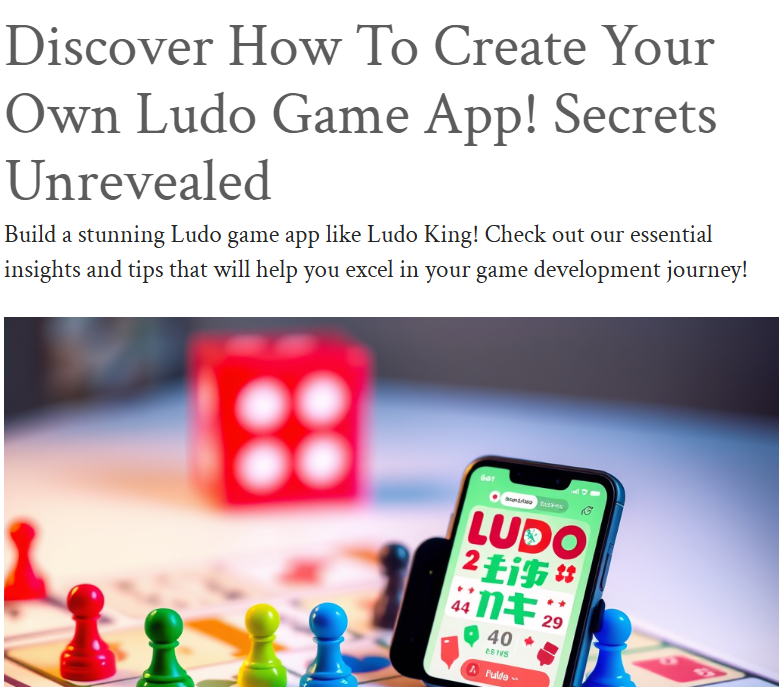 Discover How To Create Your
Own Ludo Game App! Secrets
Unrevealed
Build a stunning Ludo game app like Ludo King! Check out our essential
insights and tips that will help you excel in your game development journey!
LUDO
2
44
29
40